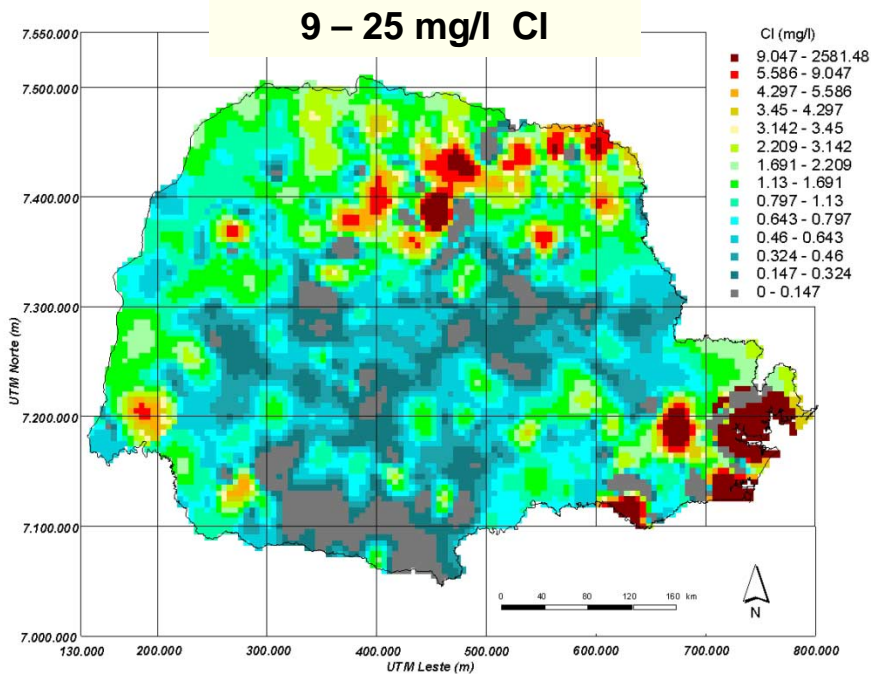 9 – 25 mg/l Cl
Cl (mg/l)
9.047 - 2581.48
5.586 - 9.047
4.297 - 5.586
3.45 - 4.297
3.142 - 3.45
2.209 - 3.142
1.691 - 2.209
1.13 - 1.691
0.797 - 1.13
0.643 - 0.797
0.46 - 0.643
0.324 - 0.46
0.147 - 0.324
0 - 0.147
7.550.000
7.500.000
7.400.000
7.300.000
7.200.000
7.100.000
7.000.000
UTM Norte (m)
0 40 80 120 160 km
N
130.000 200.000 300.000 400.000 500.000 600.000 700.000 800.000
UTM Leste (m)